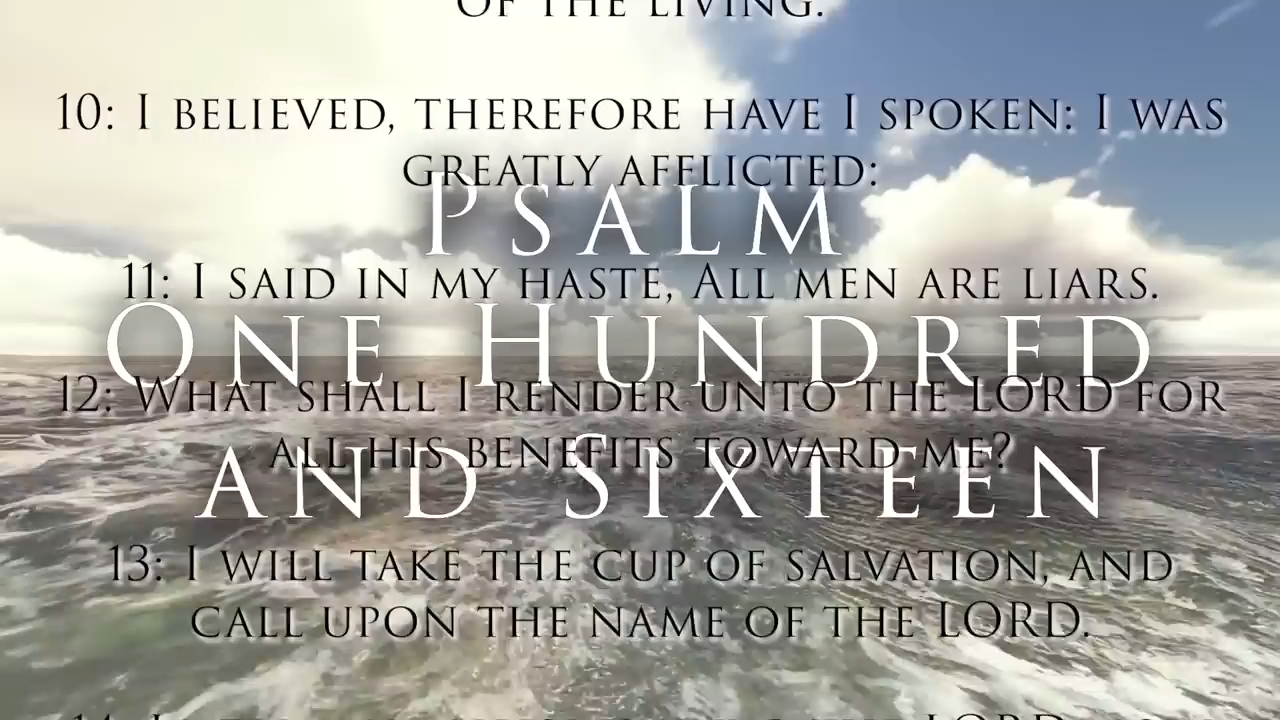 OF THE LIVING.
10: I BELIEVED, THEREFORE HAVE I SPOKEN: I WAS
GREATLY AFFLICTED:
PSALM
11: I SAID IN MY HASTE, ALL MEN ARE LIARS.
ONE HUNDRED
12: WHAT SHALL I RENDER UNTO THE LORD FOR
ALL HIS BENEFITS TOWARD ME?
AND SIXTEEN
13: I WILL TAKE THE CUP OF SALVATION, AND
CALL UPON THE NAME OF THE LORD.